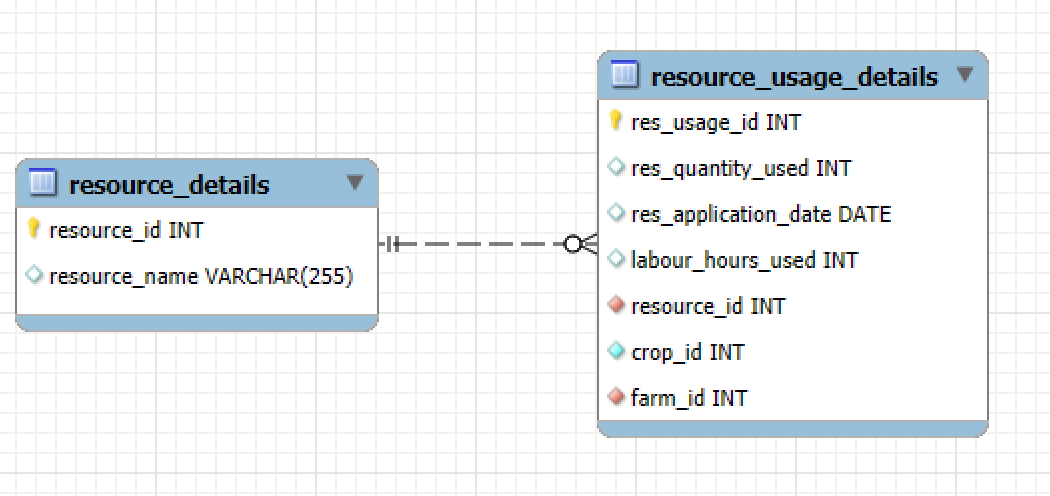 resource_details
resource_id INT
resource_name VARCHAR(255)
resource_usage_details
res_usage_id INT
res_quantity_used INT
res_application_date DATE
labour_hours_used INT
resource_id INT
crop_id INT
farm_id INT